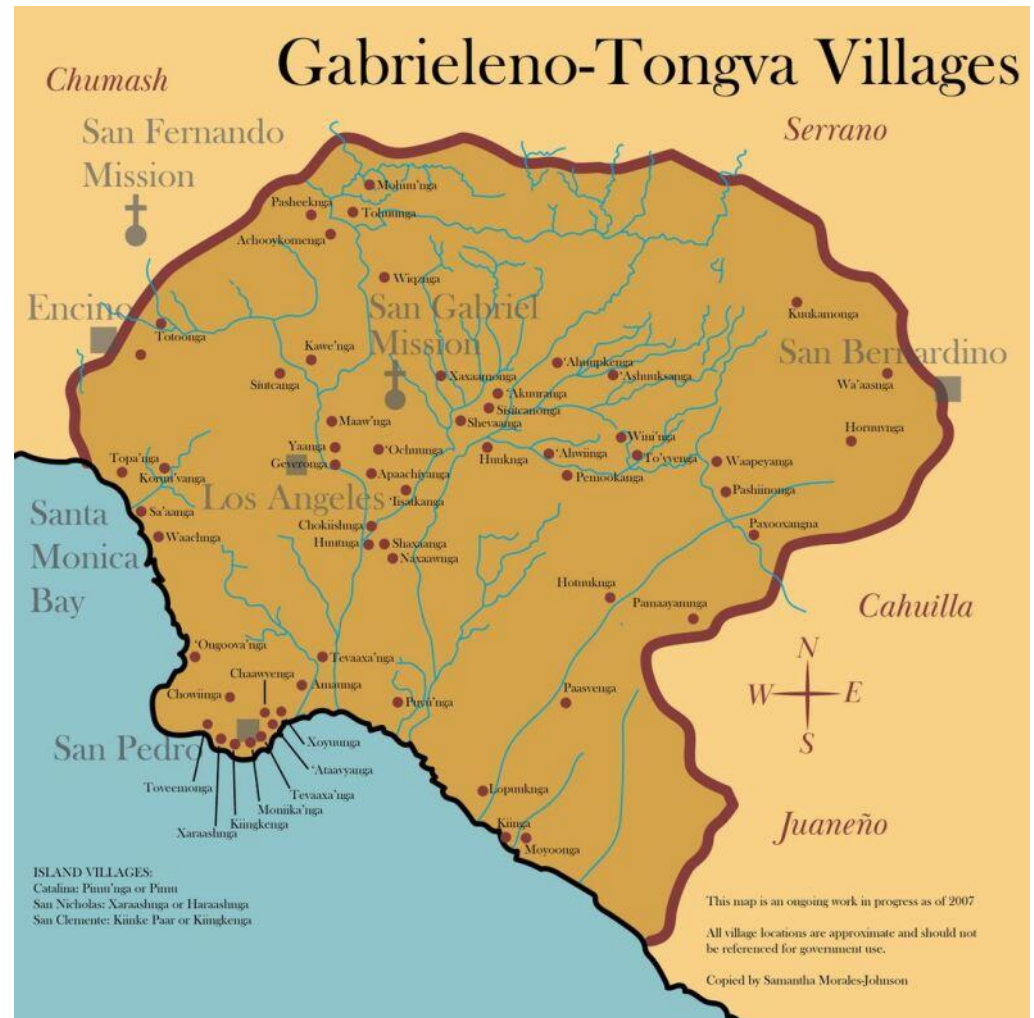 Gabrieleno-Tongva Villages
Chumash
Serrano
San Fernando
Mission
Mohuu'nga
Pasheeknga
Tohuunga
Achooykomenga
Wiqznga
Encino
San Gabriel
Mission
Kuukamonga
Totoonga
Kawe'nga
San Bernardino
Siutcanga
Xaxaamonga
'Ahuupkenga
'Ashuuksanga
Wa'aasnga
'Akuuranga
Sisitcanonga
Maaw'nga
Shevaanga
Yaanga
'Ochuunga
Wini'nga
Horuuvnga
Geveronga
Huuknga
'Ahwiinga
To'vvenga
Waapeyanga
Topa'nga
Koruu'vanga
Apaachiyanga
Pemookanga
Los Angeles
'Iisatkanga
Pashiinonga
Santa
Monica
Bay
Sa'aanga
Waachnga
Chokiishnga
Paxooxangna
Huutnga
Shaxaanga
Naxaawnga
Hotuuknga
Pamaayamnga
Cahuilla
'Ongoova'nga
Tevaaxa'nga
N
W
E
S
Chaawvenga
Chowiinga
Amaunga
Puvu'nga
Paasvenga
San Pedro
Xoyuunga
'Ataavyanga
Toveemonga
Tevaaxa'nga
Moniika'nga
Kiingkenga
Xaraashnga
Lopuuknga
Kiinga
Moyoonga
Juaneño
ISLAND VILLAGES:
Catalina: Pimu'nga or Pimu
San Nicholas: Xaraashnga or Haraashnga
San Clemente: Kiinke Paar or Kiingkenga
This map is an ongoing work in progress as of 2007
All village locations are approximate and should not
be referenced for government use.
Copied by Samantha Morales-Johnson